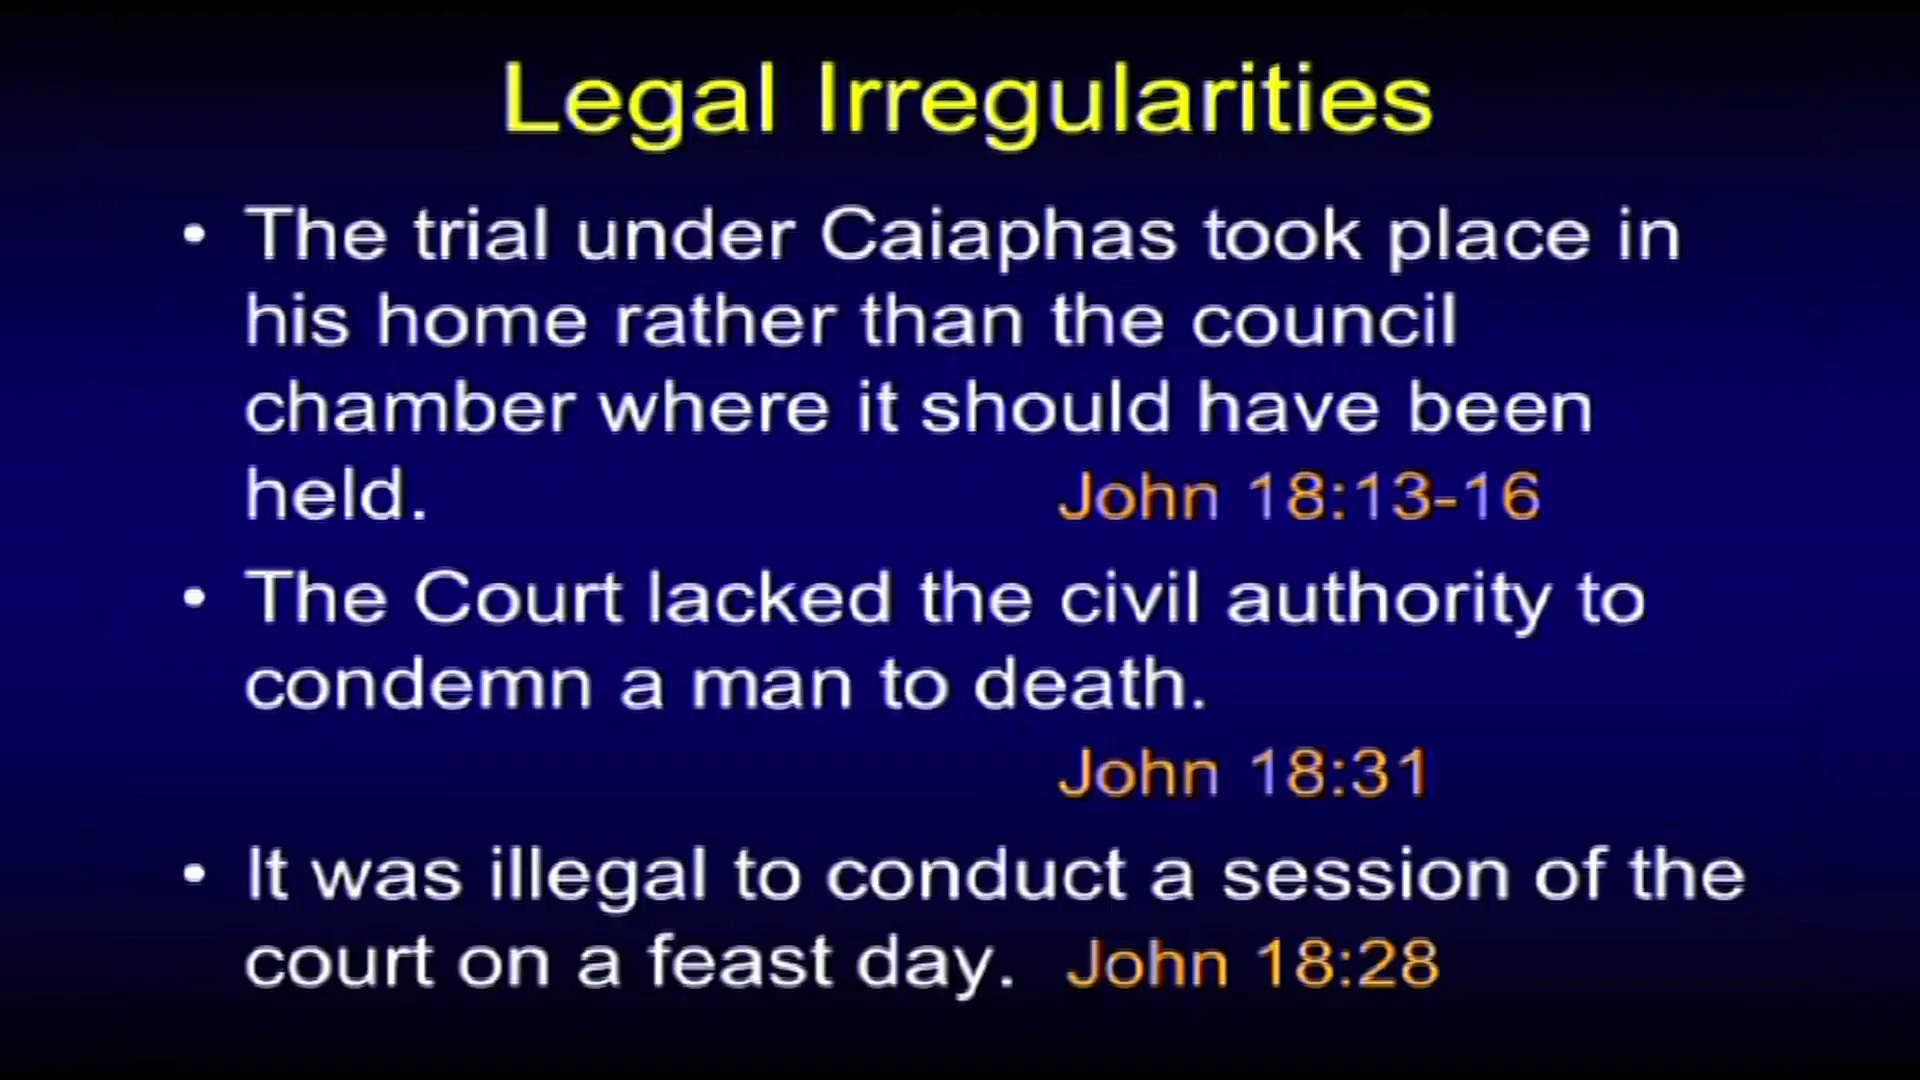 Legal Irregularities
• The trial under Caiaphas took place in
his home rather than the council
chamber where it should have been
held. John 18:13-16
• The Court lacked the civil authority to
condemn a man to death.
John 18:31
• It was illegal to conduct a session of the
court on a feast day. John 18:28